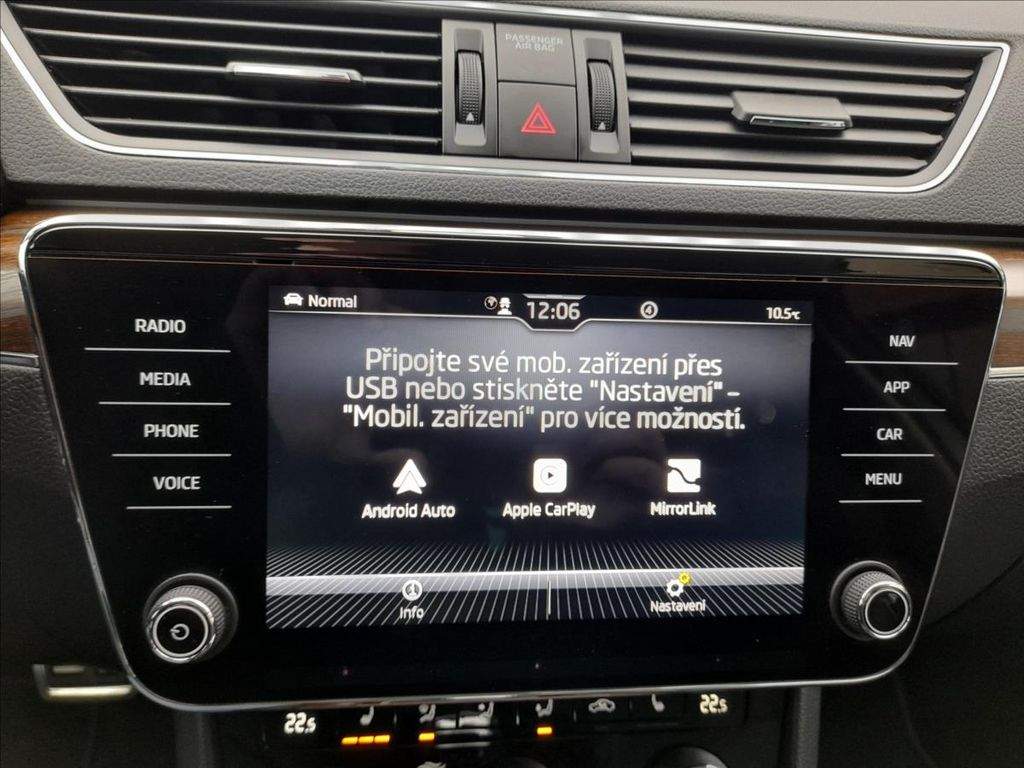 PASSENGER
AIR BAG
Normal
12:06
4
10.5°C
RADIO
MEDIA
PHONE
VOICE
Připojte své mob. zařízení přes
USB nebo stiskněte "Nastavení" –
"Mobil. zařízení" pro více možností.
Android Auto
Apple CarPlay
MirrorLink
Info
Nastavení
NAV
APP
CAR
MENU
22.5
22.5